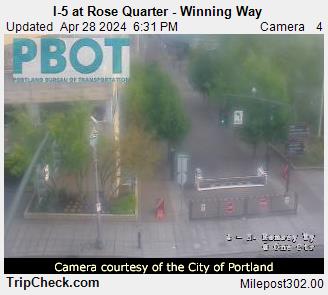 I-5 at Rose Quarter - Winning Way
Updated Apr 28 2024 6:31 PM Camera 4
PBOT
PORTLAND BUREAU OF TRANSPORTATION
Camera courtesy of the City of Portland
TripCheck.com Milepost302.00